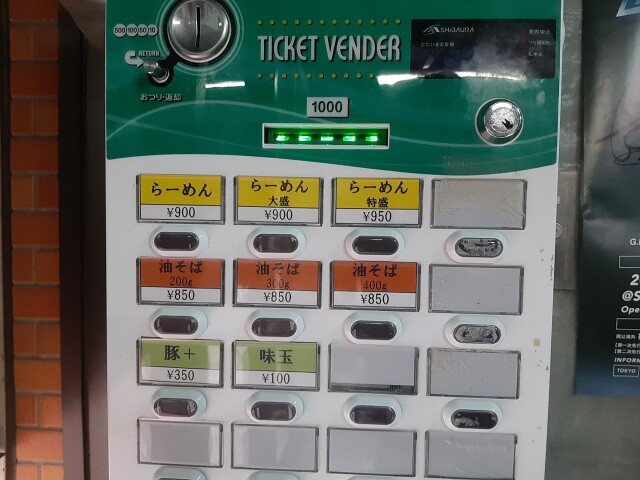 500 100 50 10
TICKET VENDER
SHIBAURA
RETURN
おつり・返却
1000
らーめん
¥900
らーめん
大盛
¥900
らーめん
特盛
¥950
油そば
200g
¥850
油そば
300g
¥850
油そば
400g
¥850
豚+
¥350
味玉
¥100
TOKYO